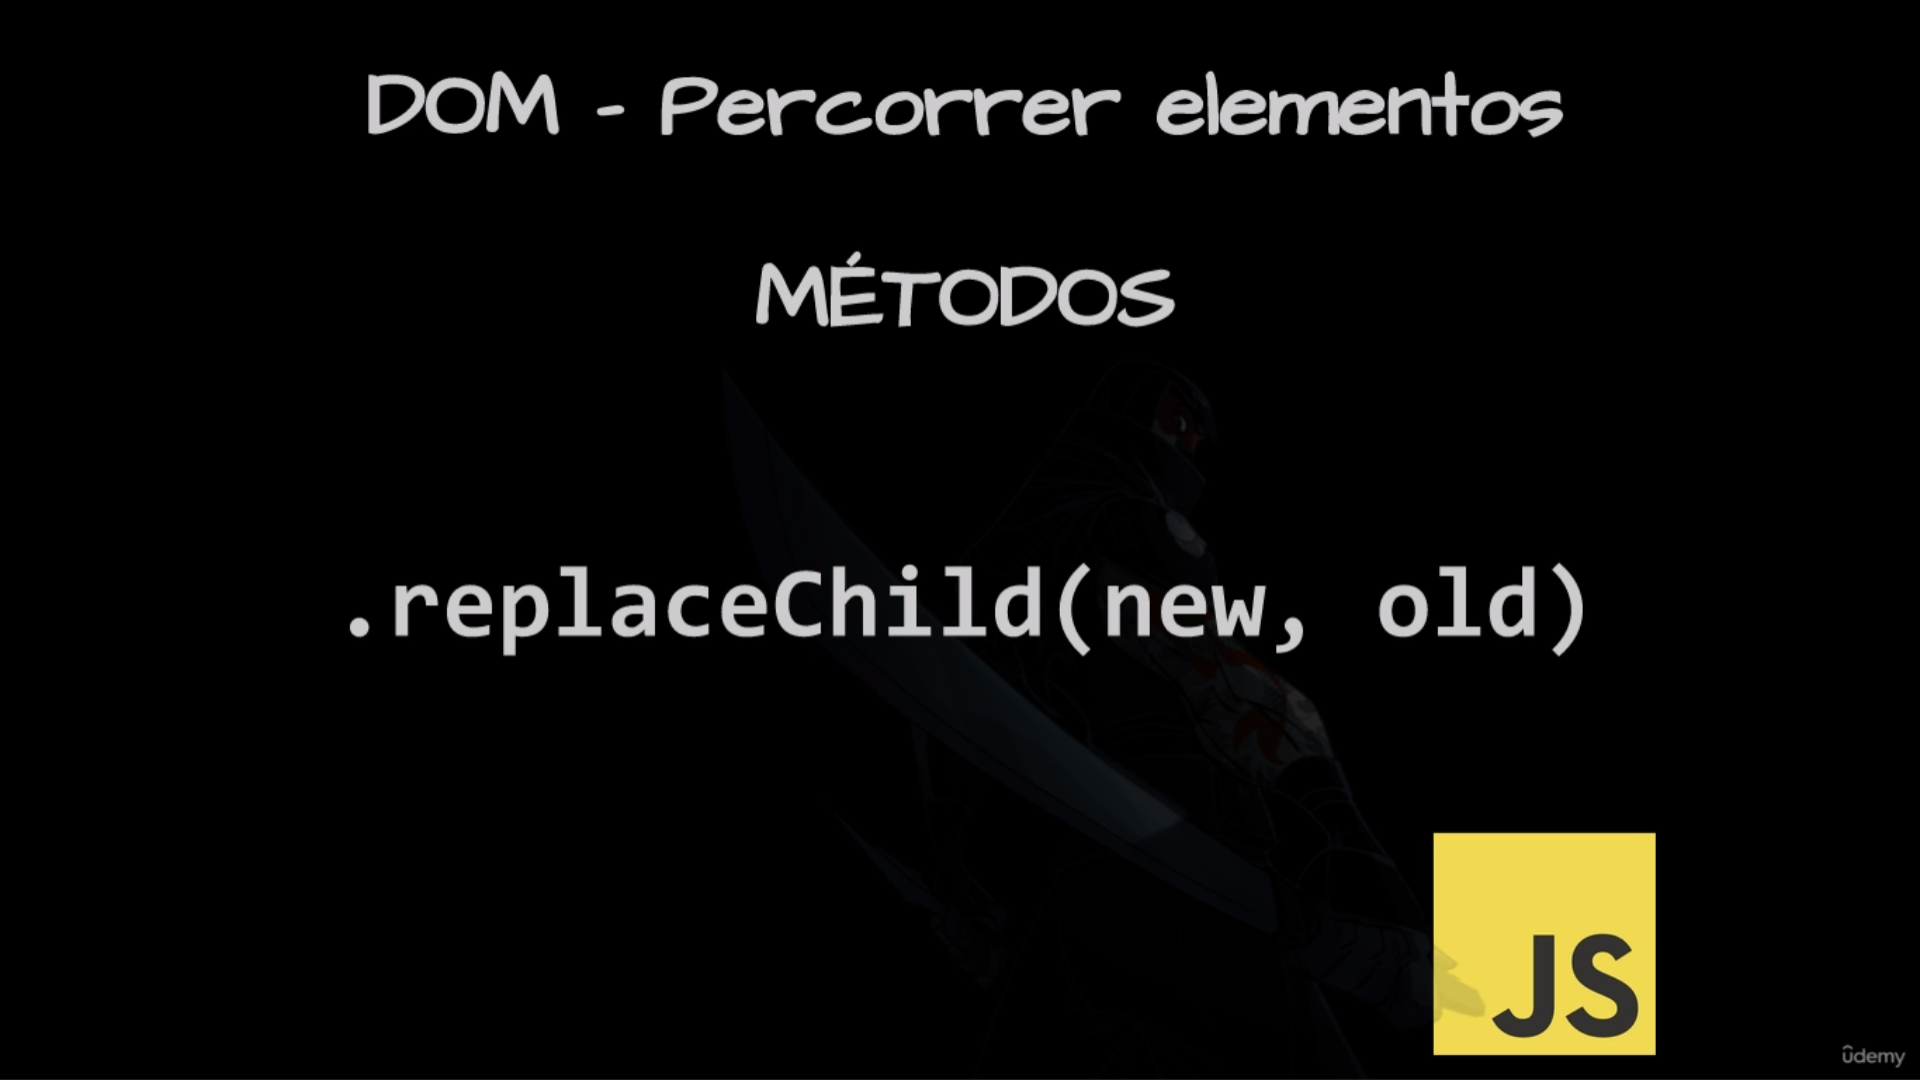 DOM - Percorrer elementos
MÉTODOS
.replaceChild(new, old)
JS
ûdemy